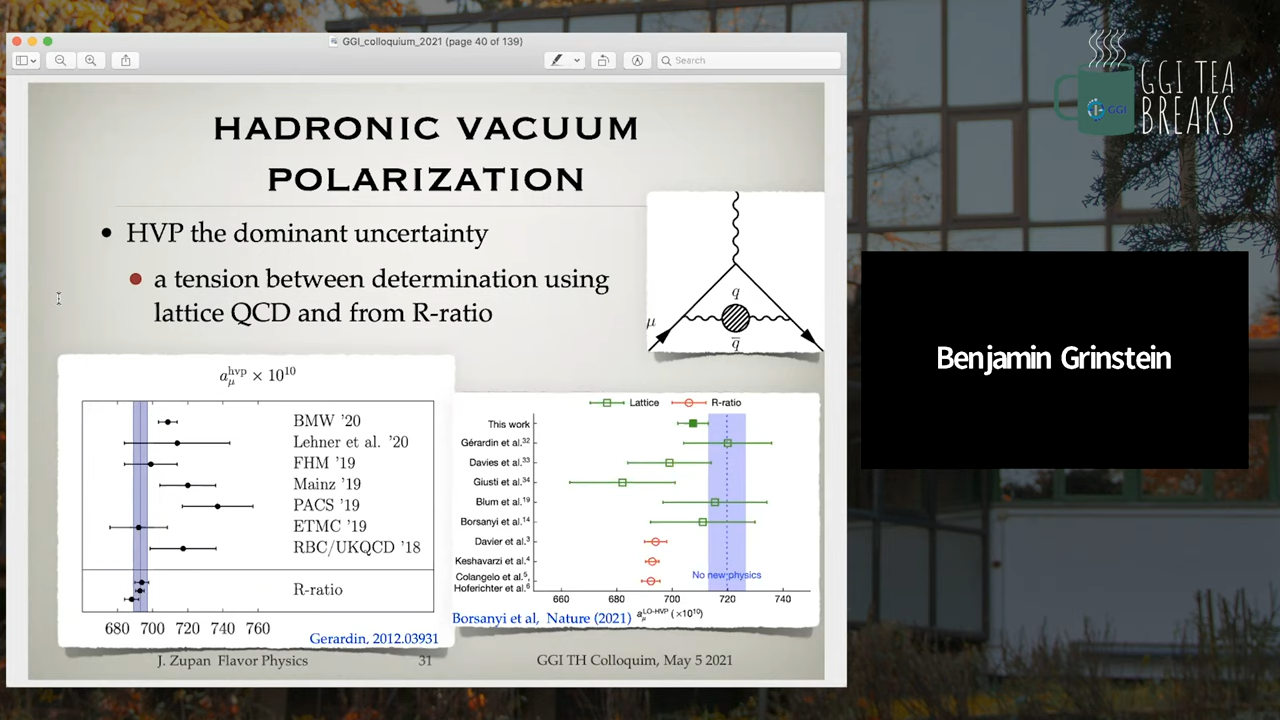 GGI_colloquium_2021 (page 40 of 139)
Search
GGI TEA
BREAKS
GGI
HADRONIC VACUUM
POLARIZATION
• HVP the dominant uncertainty
• a tension between determination using
lattice QCD and from R-ratio
q
μ
q̅
a_μ^hvp × 10^10
BMW '20
Lehner et al. '20
FHM '19
Mainz '19
PACS '19
ETMC '19
RBC/UKQCD '18
R-ratio
680 700 720 740 760
Gerardin, 2012.03931
Lattice R-ratio
This work
Gérardin et al.32
Davies et al.33
Giusti et al.34
Blum et al.19
Borsanyi et al.14
Davier et al.3
Keshavarzi et al.4
Colangelo et al.5,
Hoferichter et al.6
No new physics
660 680 700 720 740
Borsanyi et al, Nature (2021) a_μ^LO-HVP (×10^10)
J. Zupan Flavor Physics 31 GGI TH Colloquim, May 5 2021
Benjamin Grinstein